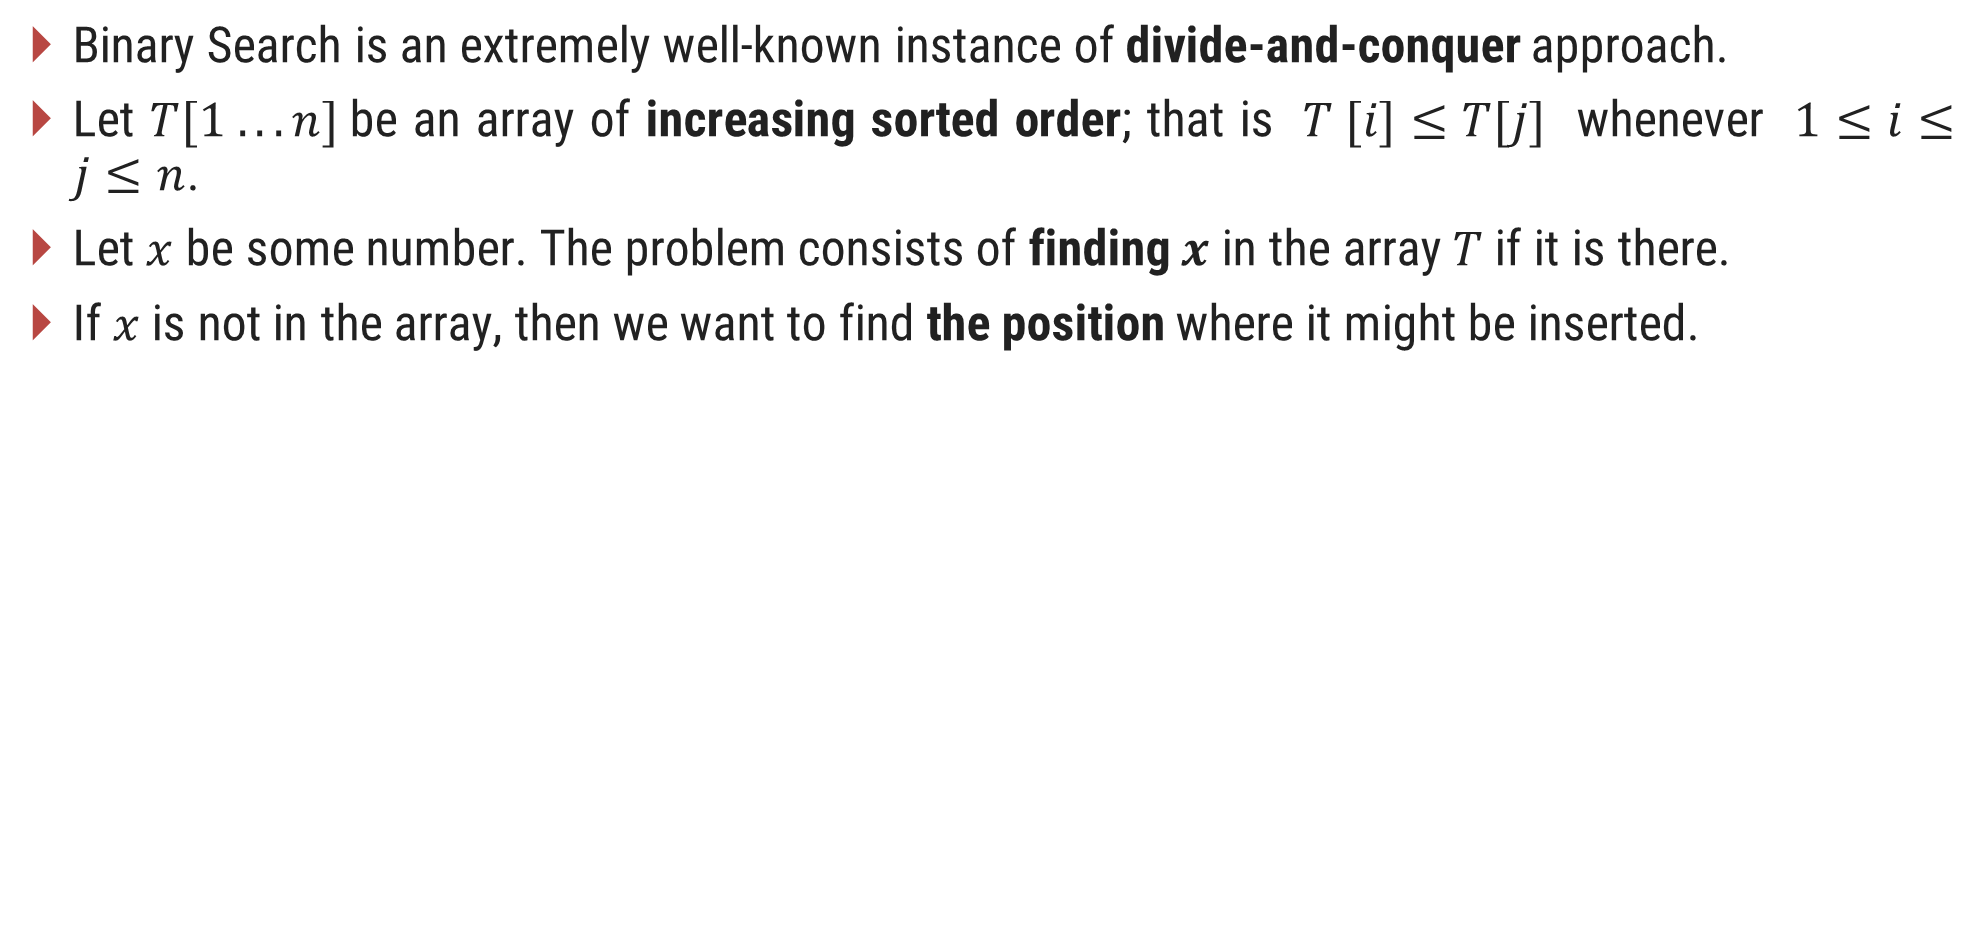 Binary Search is an extremely well-known instance of divide-and-conquer approach.
Let T[1 … n] be an array of increasing sorted order; that is T [i] ≤ T[j] whenever 1 ≤ i ≤
j ≤ n.
Let x be some number. The problem consists of finding x in the array T if it is there.
If x is not in the array, then we want to find the position where it might be inserted.